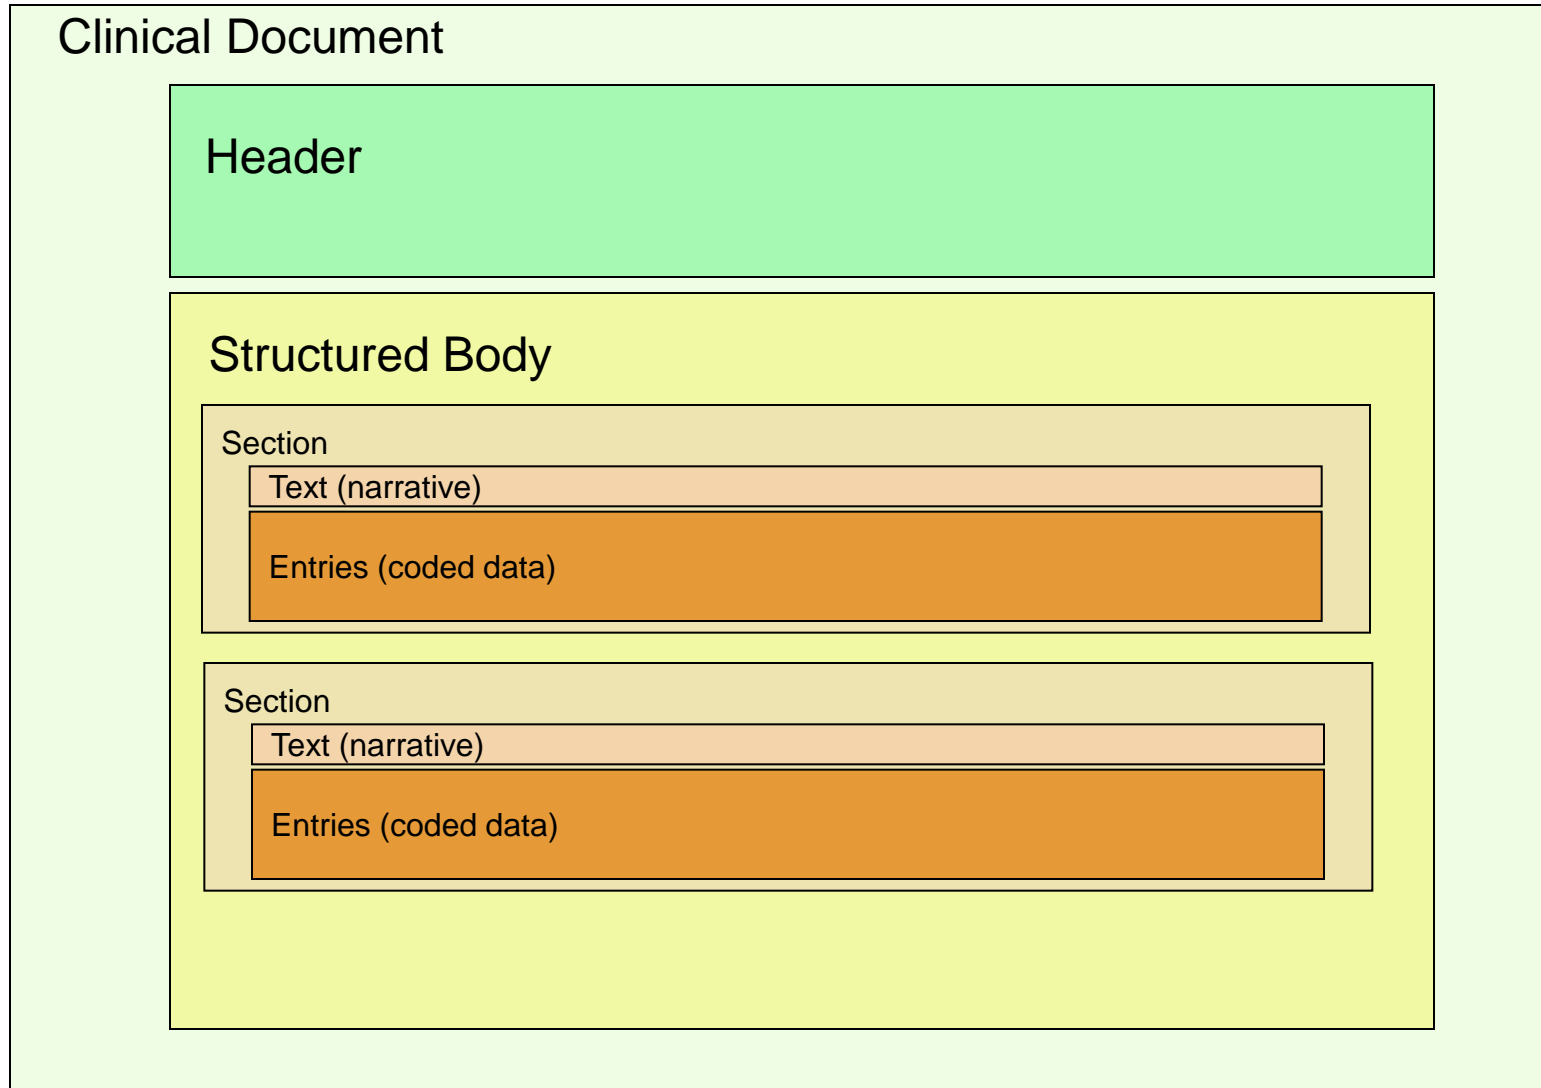 Clinical Document
Header
Structured Body
Section
Text (narrative)
Entries (coded data)
Section
Text (narrative)
Entries (coded data)